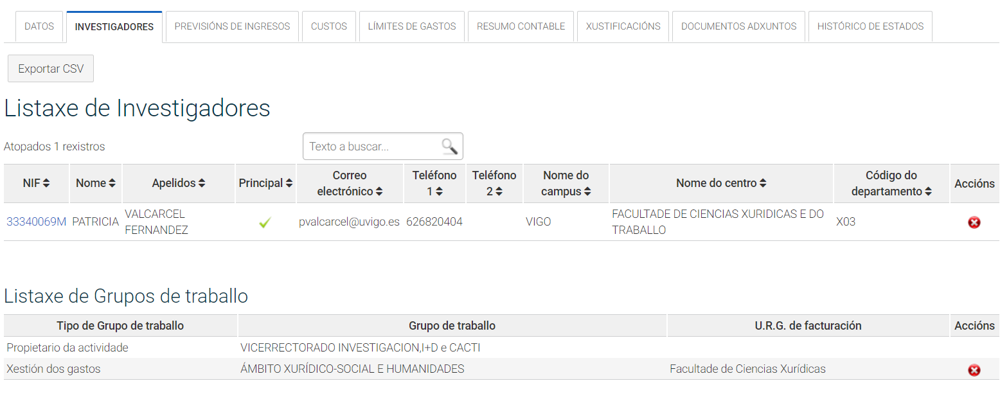 DATOS INVESTIGADORES PREVISIÓNS DE INGRESOS CUSTOS LÍMITES DE GASTOS RESUMO CONTABLE XUSTIFICACIÓNS DOCUMENTOS ADXUNTOS HISTÓRICO DE ESTADOS
Exportar CSV
Listaxe de Investigadores
Atopados 1 rexistros Texto a buscar...
NIF Nome Apelidos Principal Correo electrónico Teléfono 1 Teléfono 2 Nome do campus Nome do centro Código do departamento Accións
33340069M PATRICIA VALCARCEL FERNANDEZ pvalcarcel@uvigo.es 626820404 VIGO FACULTADE DE CIENCIAS XURIDICAS E DO TRABALLO X03
Listaxe de Grupos de traballo
Tipo de Grupo de traballo Grupo de traballo U.R.G. de facturación Accións
Propietario da actividade VICERRECTORADO INVESTIGACION,I+D e CACTI
Xestión dos gastos ÁMBITO XURÍDICO-SOCIAL E HUMANIDADES Facultade de Ciencias Xurídicas